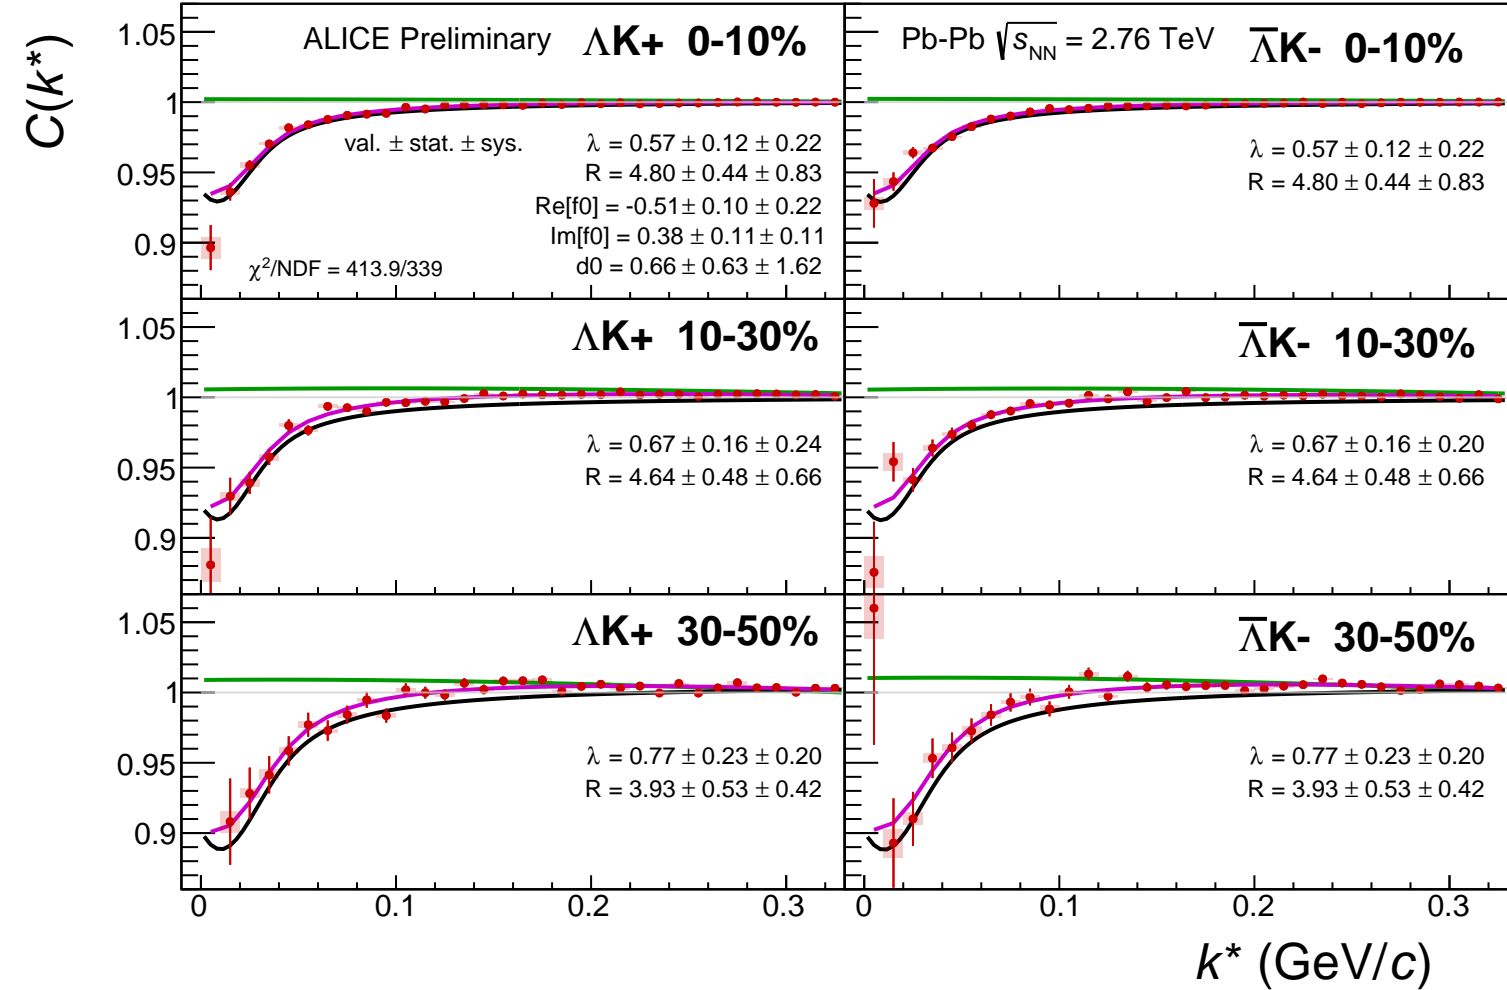 C(k*)
ALICE Preliminary ΛK+ 0-10%
1.05
1
0.95
0.9
val. ± stat. ± sys.
λ = 0.57 ± 0.12 ± 0.22
R = 4.80 ± 0.44 ± 0.83
Re[f0] = -0.51 ± 0.10 ± 0.22
Im[f0] = 0.38 ± 0.11 ± 0.11
d0 = 0.66 ± 0.63 ± 1.62
χ²/NDF = 413.9/339
Pb-Pb √s_NN = 2.76 TeV Λ̅K- 0-10%
λ = 0.57 ± 0.12 ± 0.22
R = 4.80 ± 0.44 ± 0.83
ΛK+ 10-30%
1.05
1
0.95
0.9
λ = 0.67 ± 0.16 ± 0.24
R = 4.64 ± 0.48 ± 0.66
Λ̅K- 10-30%
λ = 0.67 ± 0.16 ± 0.20
R = 4.64 ± 0.48 ± 0.66
ΛK+ 30-50%
1.05
1
0.95
0.9
λ = 0.77 ± 0.23 ± 0.20
R = 3.93 ± 0.53 ± 0.42
Λ̅K- 30-50%
λ = 0.77 ± 0.23 ± 0.20
R = 3.93 ± 0.53 ± 0.42
0 0.1 0.2 0.3
0 0.1 0.2 0.3
k* (GeV/c)